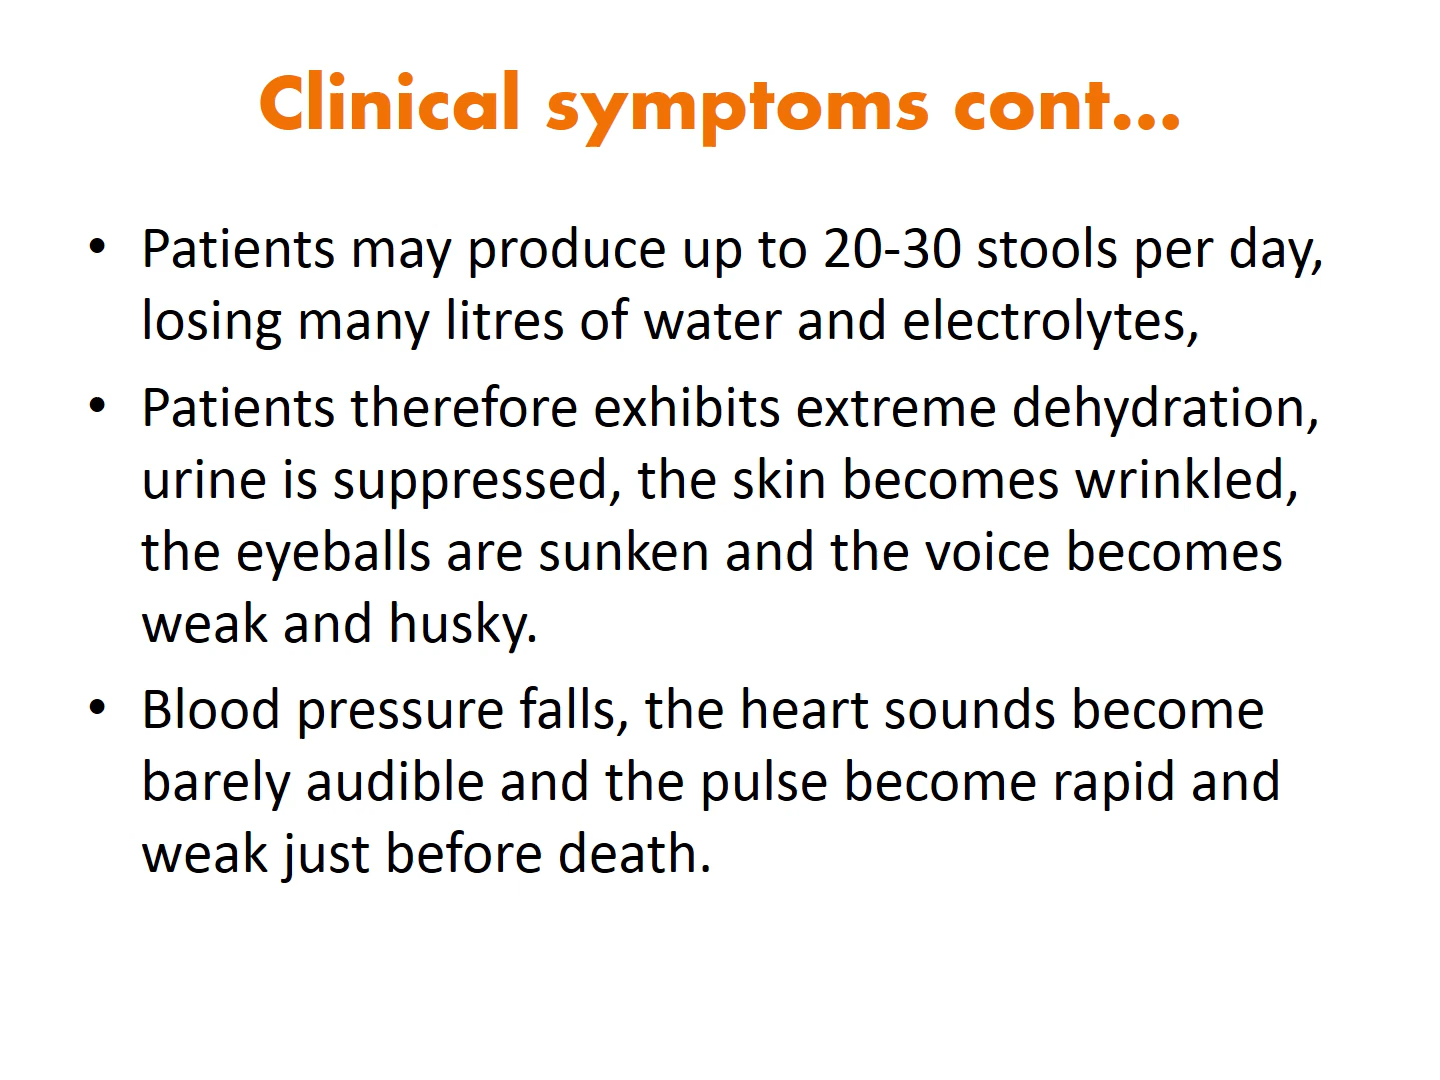 Clinical symptoms cont...
• Patients may produce up to 20-30 stools per day,
losing many litres of water and electrolytes,
• Patients therefore exhibits extreme dehydration,
urine is suppressed, the skin becomes wrinkled,
the eyeballs are sunken and the voice becomes
weak and husky.
• Blood pressure falls, the heart sounds become
barely audible and the pulse become rapid and
weak just before death.